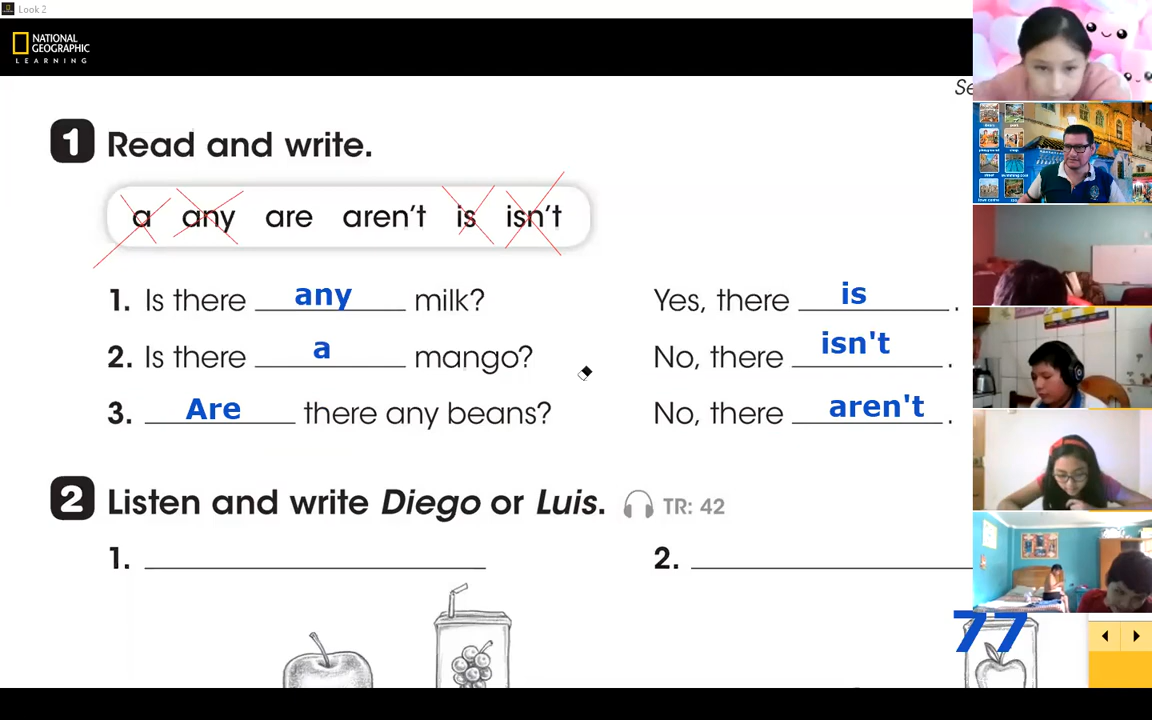 Look 2
NATIONAL
GEOGRAPHIC
LEARNING
Se
1 Read and write.
a any are aren't is isn't
1. Is there any milk? Yes, there is .
2. Is there a mango? No, there isn't .
3. Are there any beans? No, there aren't .
2 Listen and write Diego or Luis. TR: 42
1. 2.
77